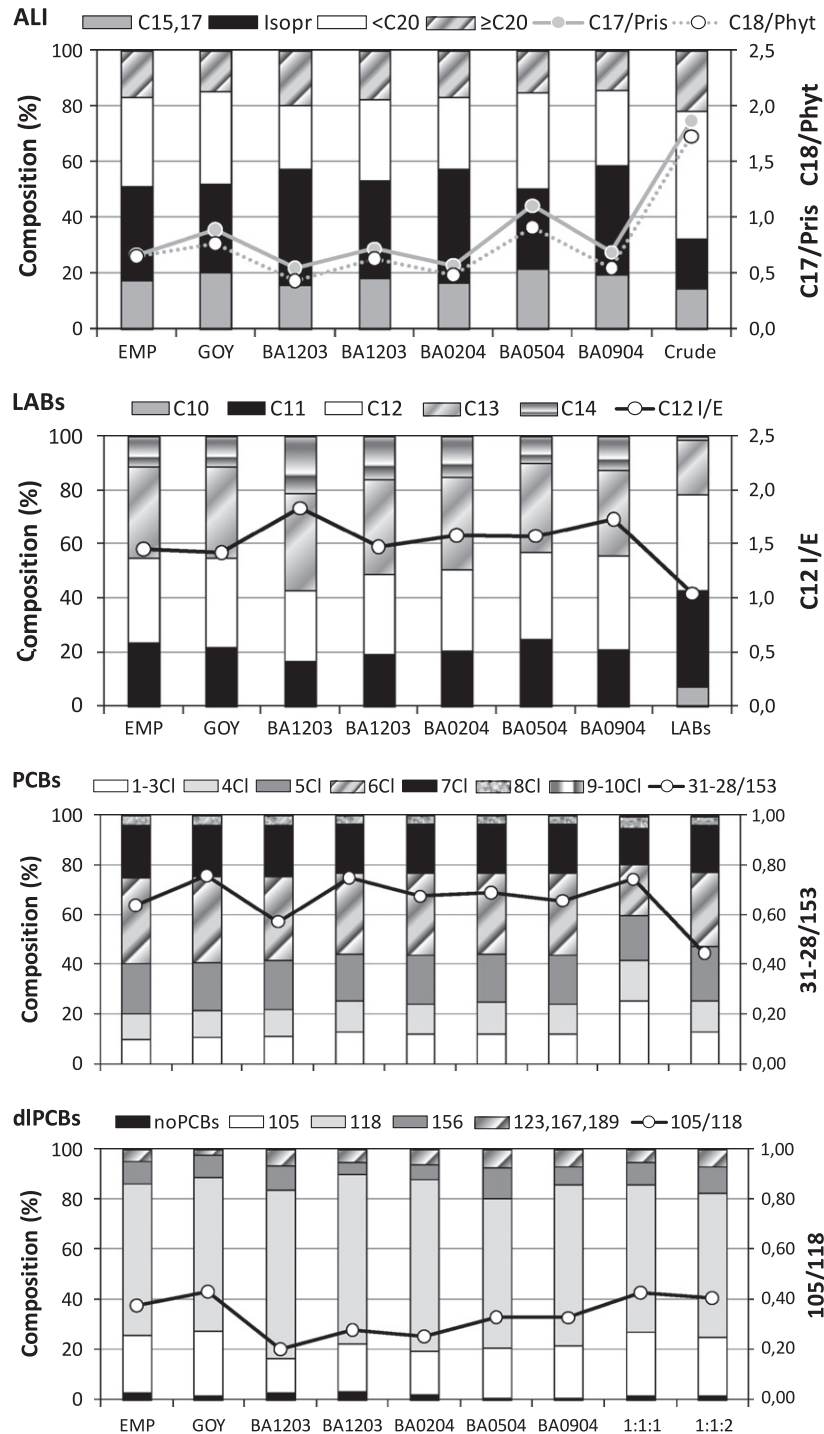 ALI
C15,17 Isopr <C20 ≥C20 C17/Pris C18/Phyt
100 2,5
80 2,0
60 1,5
40 1,0
20 0,5
0 0,0
Composition (%)
C17/Pris C18/Phyt
EMP GOY BA1203 BA1203 BA0204 BA0504 BA0904 Crude
LABs
C10 C11 C12 C13 C14 C12 I/E
100 2,5
80 2,0
60 1,5
40 1,0
20 0,5
0 0,0
Composition (%)
C12 I/E
EMP GOY BA1203 BA1203 BA0204 BA0504 BA0904 LABs
PCBs
1-3Cl 4Cl 5Cl 6Cl 7Cl 8Cl 9-10Cl 31-28/153
100 1,00
80 0,80
60 0,60
40 0,40
20 0,20
0 0,00
Composition (%)
31-28/153
dlPCBs
noPCBs 105 118 156 123,167,189 105/118
100 1,00
80 0,80
60 0,60
40 0,40
20 0,20
0 0,00
Composition (%)
105/118
EMP GOY BA1203 BA1203 BA0204 BA0504 BA0904 1:1:1 1:1:2